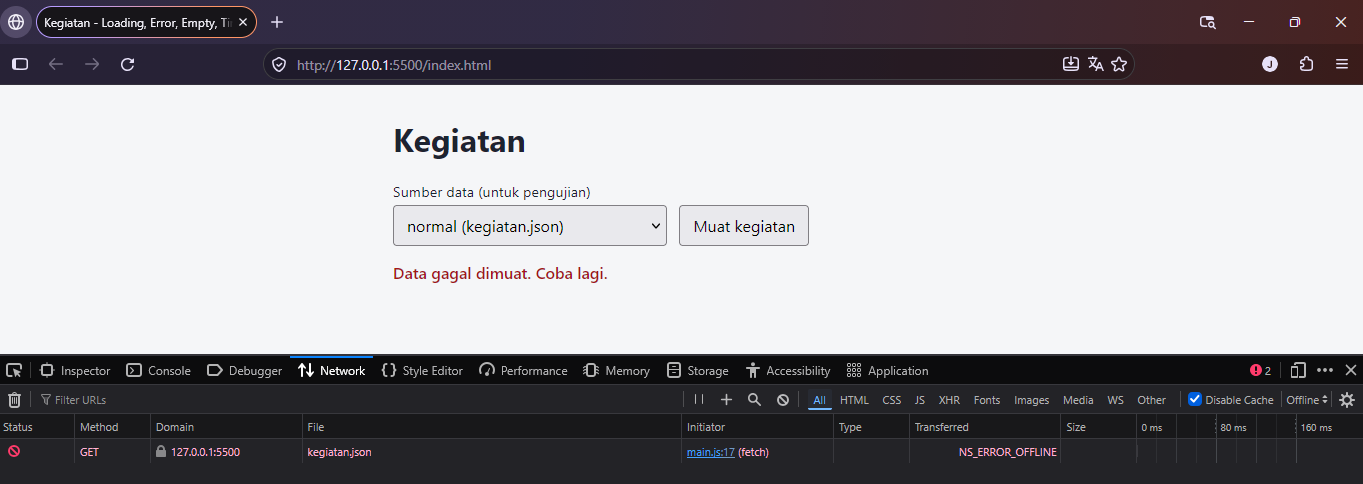 Kegiatan - Loading, Error, Empty, Ti
http://127.0.0.1:5500/index.html
J
Kegiatan
Sumber data (untuk pengujian)
normal (kegiatan.json)
Muat kegiatan
Data gagal dimuat. Coba lagi.
Inspector Console Debugger Network Style Editor Performance Memory Storage Accessibility Application 2
Filter URLs All HTML CSS JS XHR Fonts Images Media WS Other Disable Cache Offline
Status Method Domain File Initiator Type Transferred Size 0 ms 80 ms 160 ms
GET 127.0.0.1:5500 kegiatan.json main.js:17 (fetch) NS_ERROR_OFFLINE